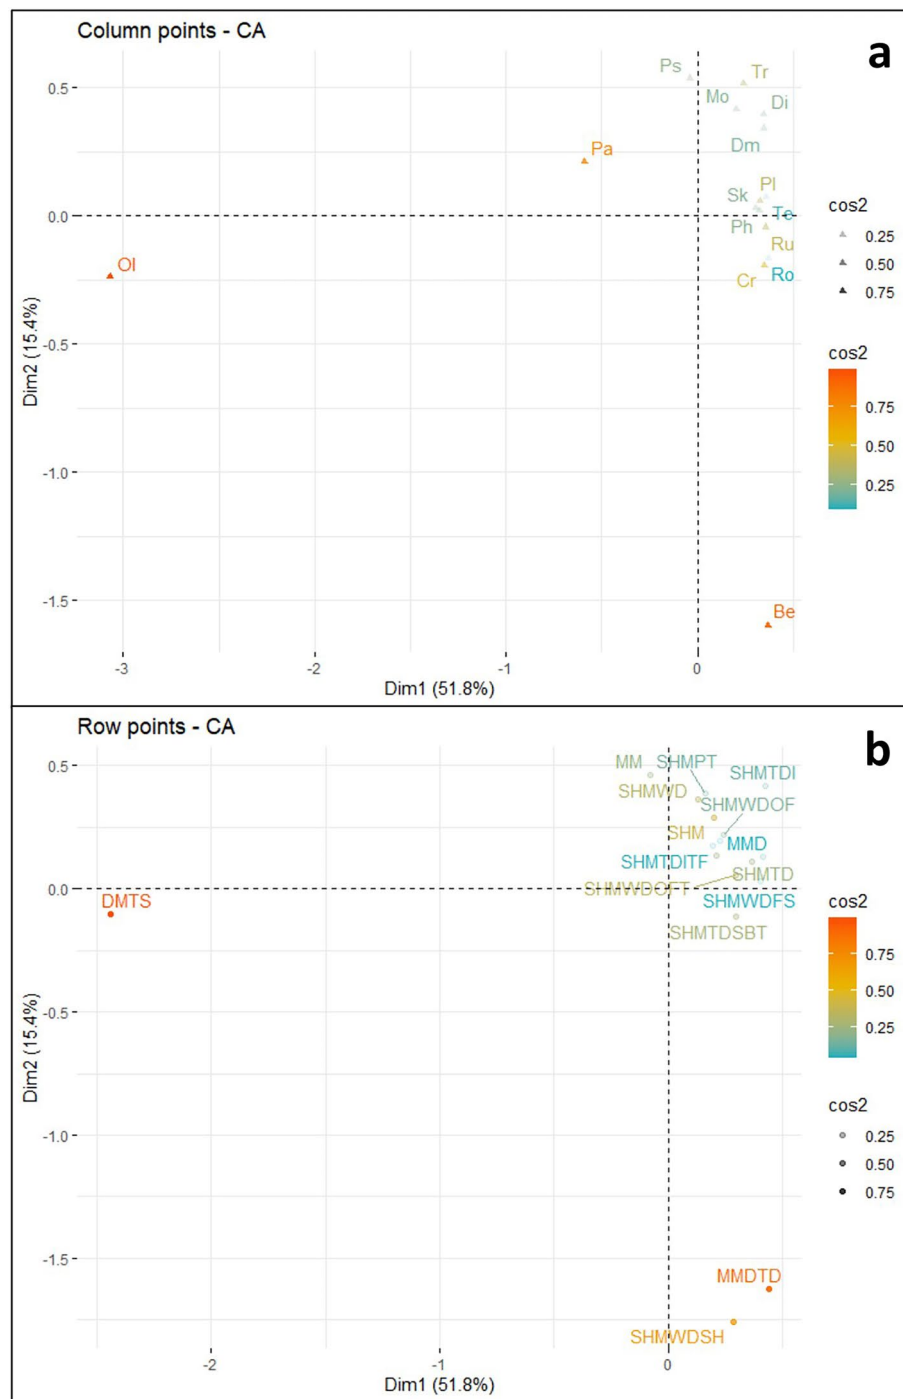 Column points - CA
a
Ps
Tr
Mo
Di
Dm
Pa
Sk
Pl
Te
Ph
Ru
Cr
Ro
Ol
Be
0.5
0.0
-0.5
-1.0
-1.5
Dim2 (15.4%)
-3
-2
-1
0
Dim1 (51.8%)
cos2
0.25
0.50
0.75
cos2
0.75
0.50
0.25
Row points - CA
b
MM
SHMPT
SHMTDI
SHMWD
SHMWDOF
SHM
MMD
SHMTDITF
SHMTD
SHMWDOFT
SHMWDFS
DMTS
SHMTDSBT
MMDTD
SHMWDSH
0.5
0.0
-0.5
-1.0
-1.5
Dim2 (15.4%)
-2
-1
0
Dim1 (51.8%)
cos2
0.75
0.50
0.25
cos2
0.25
0.50
0.75